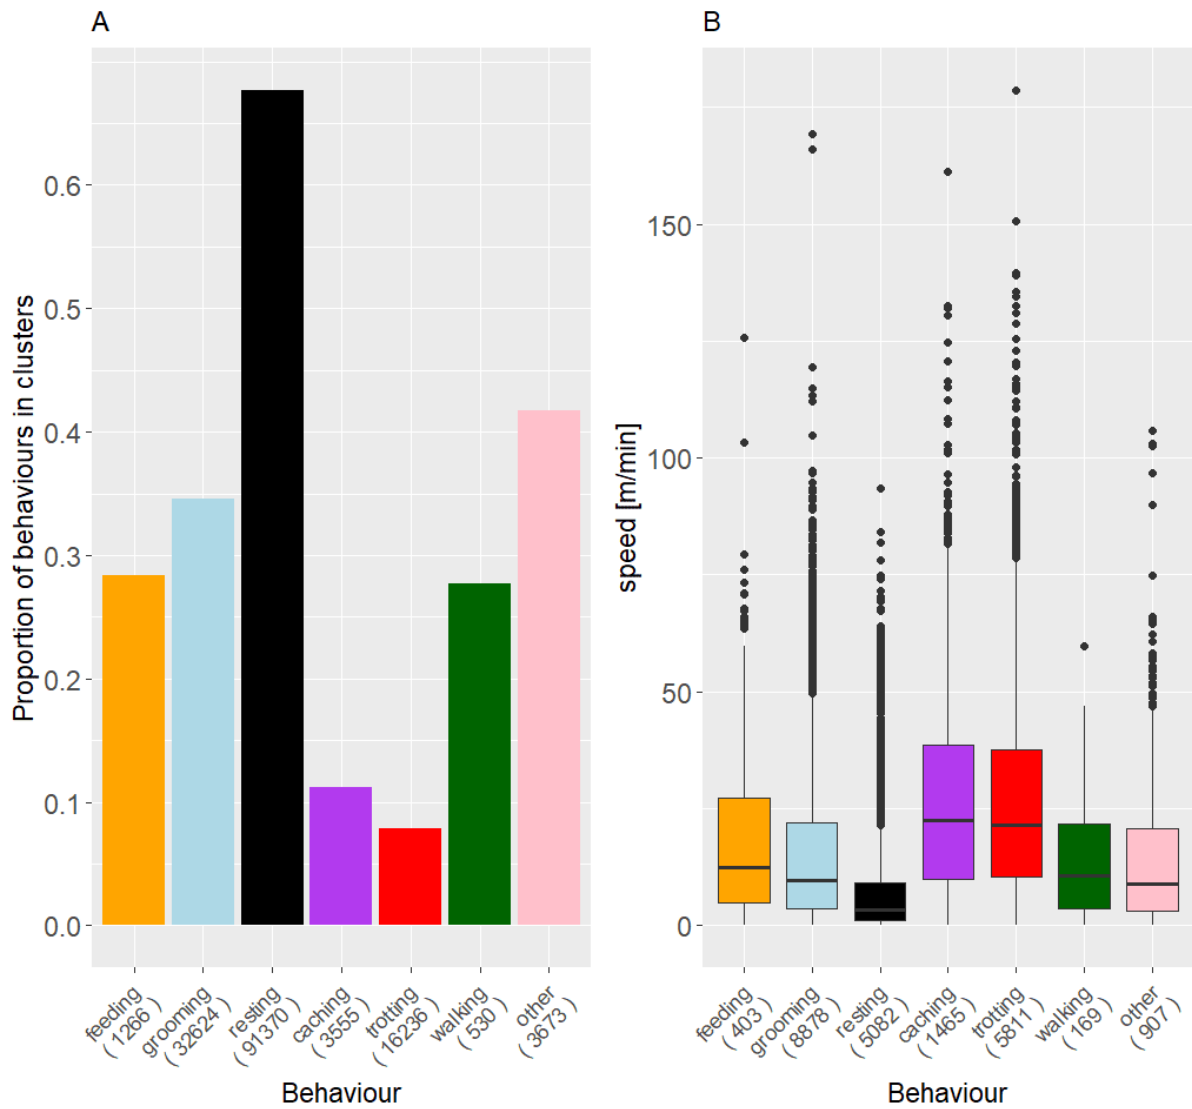 A
Proportion of behaviours in clusters
0.6
0.5
0.4
0.3
0.2
0.1
0.0
feeding
( 1266 )
grooming
( 32624 )
resting
( 91370 )
caching
( 3555 )
trotting
( 16236 )
walking
( 530 )
other
( 3673 )
Behaviour
B
speed [m/min]
150
100
50
0
feeding
( 403 )
grooming
( 8878 )
resting
( 5082 )
caching
( 1465 )
trotting
( 5811 )
walking
( 169 )
other
( 907 )
Behaviour